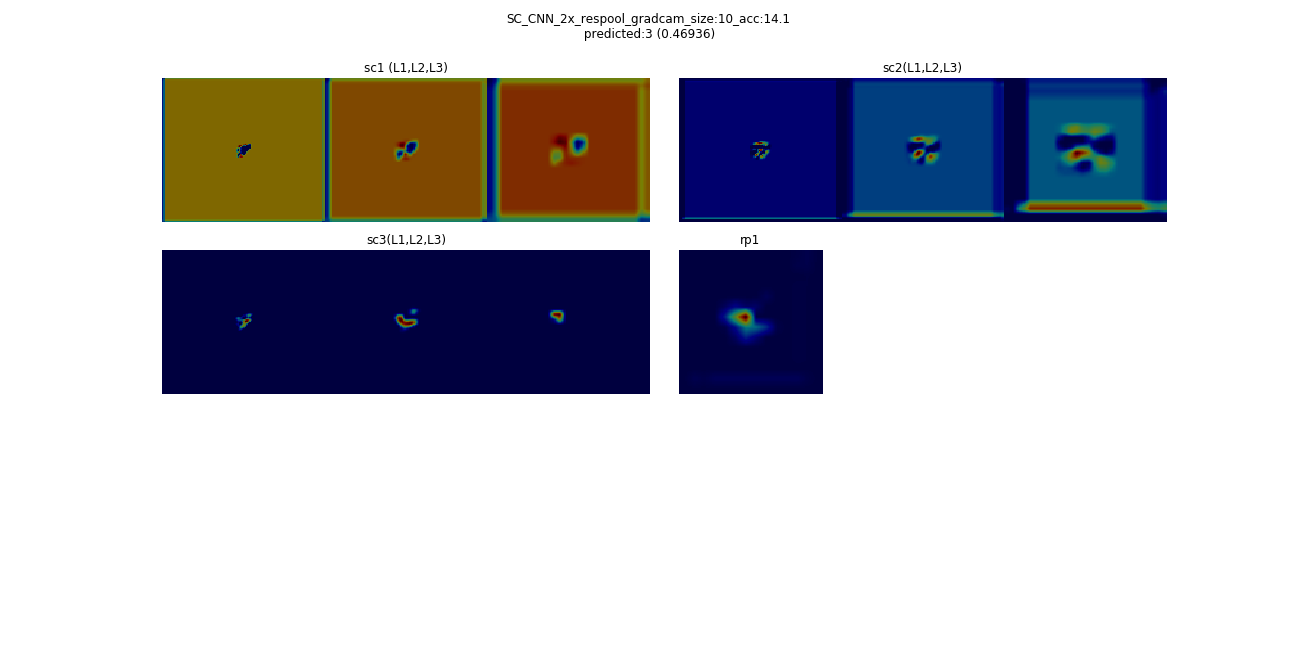 SC_CNN_2x_respool_gradcam_size:10_acc:14.1
predicted:3 (0.46936)
sc1 (L1,L2,L3)
sc2(L1,L2,L3)
sc3(L1,L2,L3)
rp1